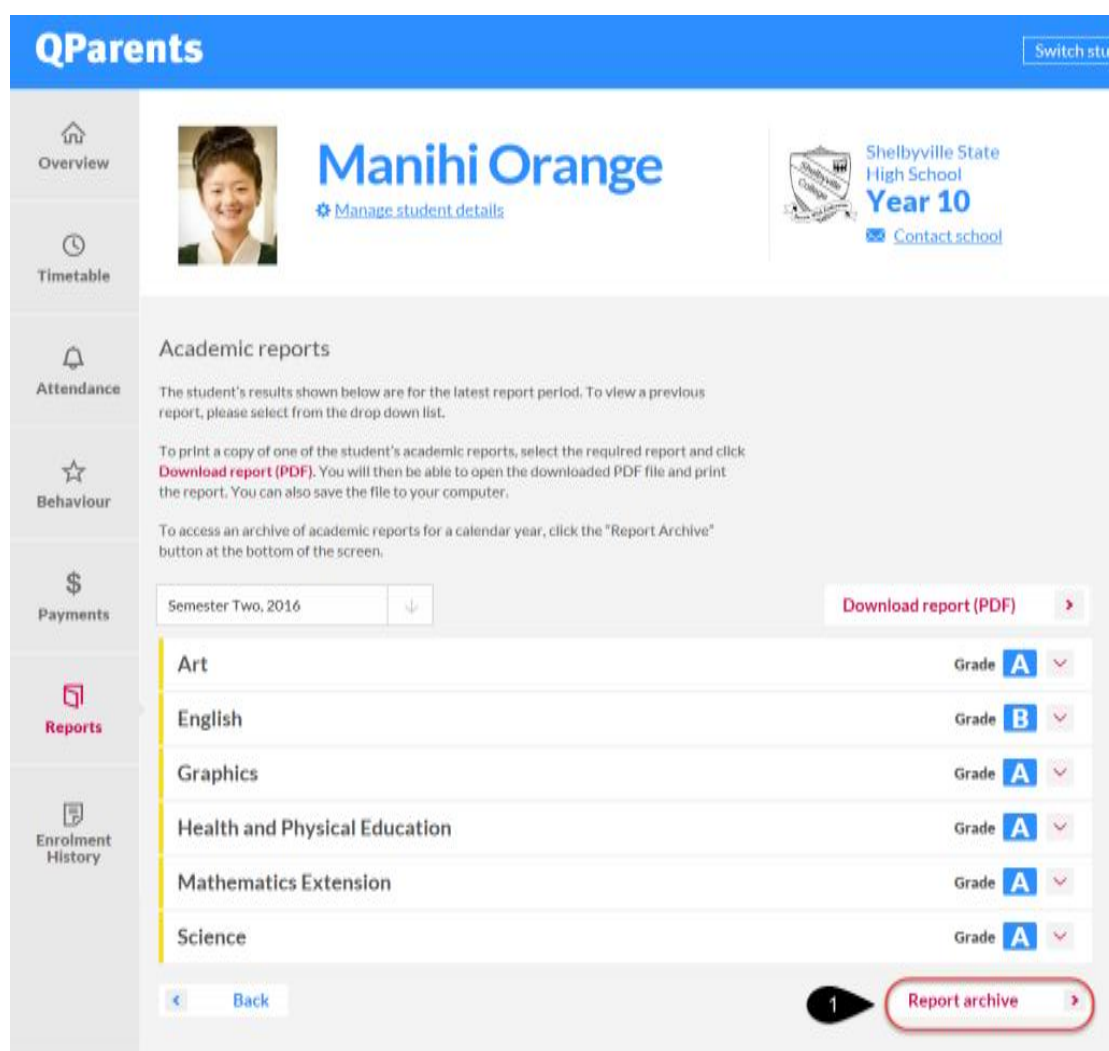 QParents
Switch stu
Overview
Timetable
Attendance
Behaviour
Payments
Reports
Enrolment
History
Manihi Orange
Manage student details
Shelbyville
College
Shelbyville State
High School
Year 10
Contact school
Academic reports
The student's results shown below are for the latest report period. To view a previous
report, please select from the drop down list.
To print a copy of one of the student's academic reports, select the required report and click
Download report (PDF). You will then be able to open the downloaded PDF file and print
the report. You can also save the file to your computer.
To access an archive of academic reports for a calendar year, click the "Report Archive"
button at the bottom of the screen.
Semester Two, 2016
Download report (PDF)
Art Grade A
English Grade B
Graphics Grade A
Health and Physical Education Grade A
Mathematics Extension Grade A
Science Grade A
Back
1
Report archive